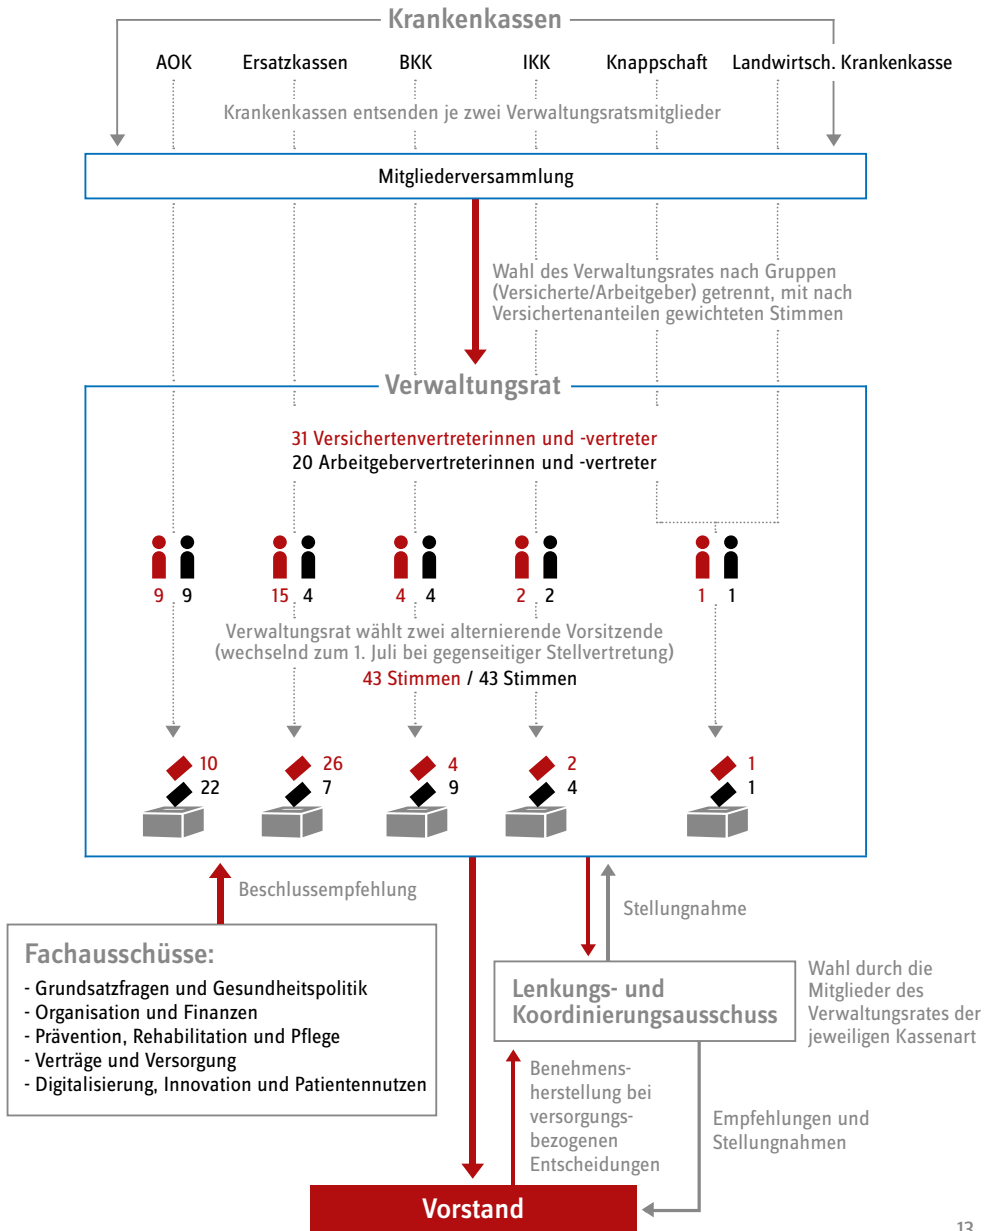 Krankenkassen
AOK Ersatzkassen BKK IKK Knappschaft Landwirtsch. Krankenkasse
Krankenkassen entsenden je zwei Verwaltungsratsmitglieder
Mitgliederversammlung
Wahl des Verwaltungsrates nach Gruppen
(Versicherte/Arbeitgeber) getrennt, mit nach
Versichertenanteilen gewichteten Stimmen
Verwaltungsrat
31 Versichertenvertreterinnen und -vertreter
20 Arbeitgebervertreterinnen und -vertreter
9 9 15 4 4 4 2 2 1 1
Verwaltungsrat wählt zwei alternierende Vorsitzende
(wechselnd zum 1. Juli bei gegenseitiger Stellvertretung)
43 Stimmen / 43 Stimmen
10 26 4 2 1
22 7 9 4 1
Beschlussempfehlung
Stellungnahme
Fachausschüsse:
- Grundsatzfragen und Gesundheitspolitik
- Organisation und Finanzen
- Prävention, Rehabilitation und Pflege
- Verträge und Versorgung
- Digitalisierung, Innovation und Patientennutzen
Lenkungs- und
Koordinierungsausschuss
Wahl durch die
Mitglieder des
Verwaltungsrates der
jeweiligen Kassenart
Benehmens-
herstellung bei
versorgungs-
bezogenen
Entscheidungen
Empfehlungen und
Stellungnahmen
Vorstand
13